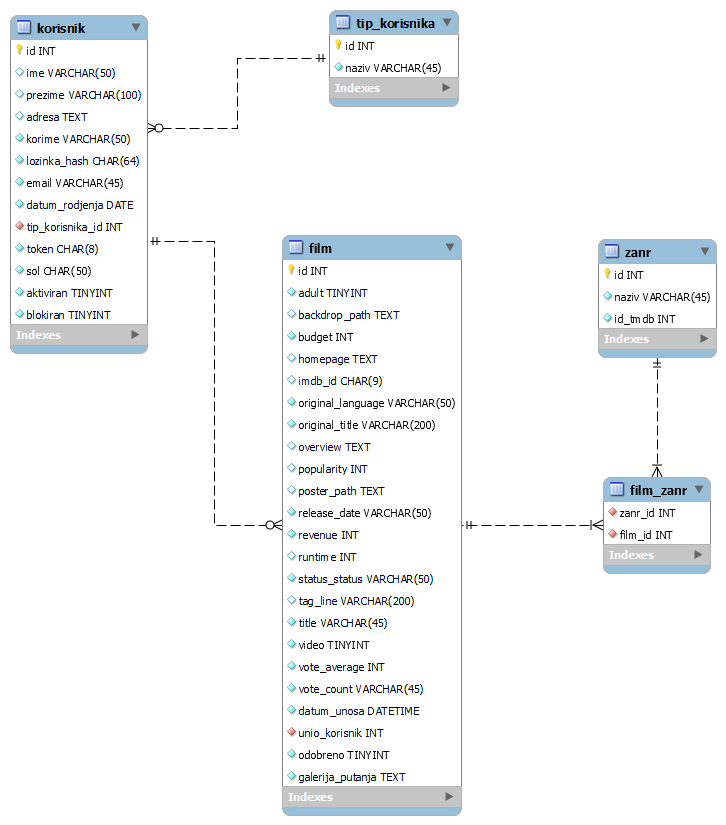 korisnik
id INT
ime VARCHAR(50)
prezime VARCHAR(100)
adresa TEXT
korime VARCHAR(50)
lozinka_hash CHAR(64)
email VARCHAR(45)
datum_rodjenja DATE
tip_korisnika_id INT
token CHAR(8)
sol CHAR(50)
aktiviran TINYINT
blokiran TINYINT
Indexes
tip_korisnika
id INT
naziv VARCHAR(45)
Indexes
film
id INT
adult TINYINT
backdrop_path TEXT
budget INT
homepage TEXT
imdb_id CHAR(9)
original_language VARCHAR(50)
original_title VARCHAR(200)
overview TEXT
popularity INT
poster_path TEXT
release_date VARCHAR(50)
revenue INT
runtime INT
status_status VARCHAR(50)
tag_line VARCHAR(200)
title VARCHAR(45)
video TINYINT
vote_average INT
vote_count VARCHAR(45)
datum_unosa DATETIME
unio_korisnik INT
odobreno TINYINT
galerija_putanja TEXT
Indexes
zanr
id INT
naziv VARCHAR(45)
id_tmdb INT
Indexes
film_zanr
zanr_id INT
film_id INT
Indexes